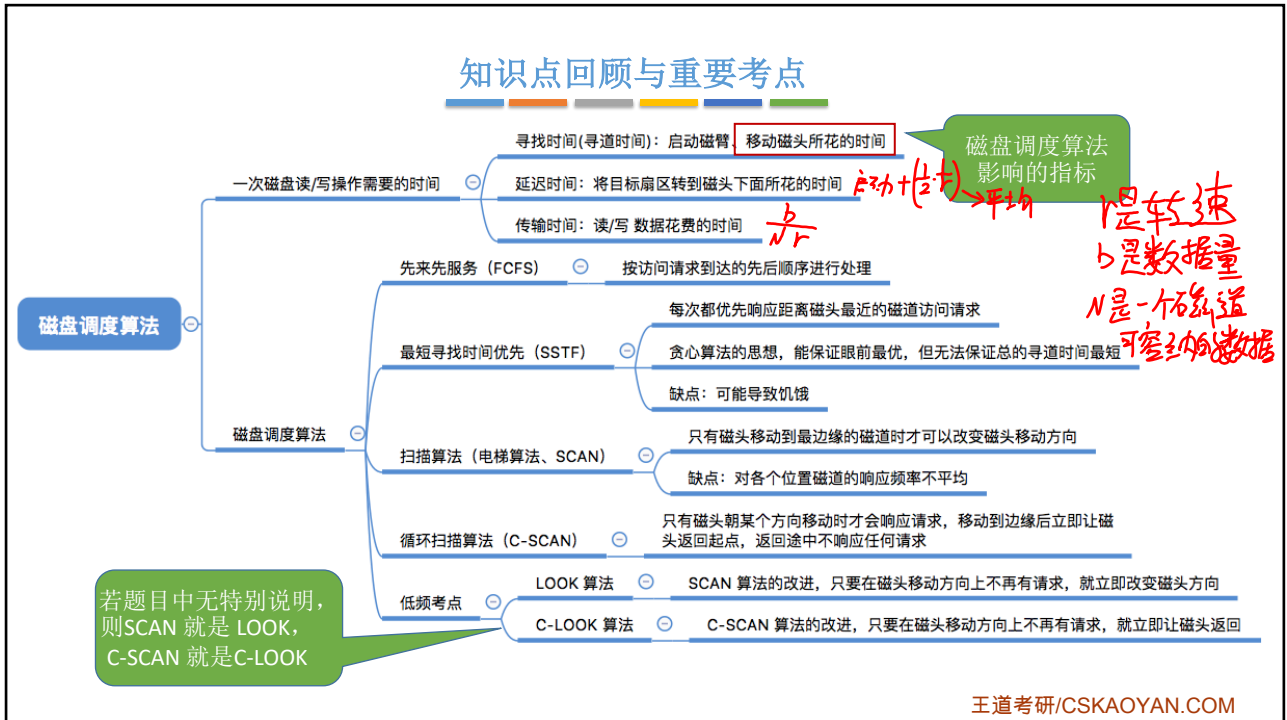 知识点回顾与重要考点
寻找时间(寻道时间)：启动磁臂、移动磁头所花的时间
磁盘调度算法
影响的指标
一次磁盘读/写操作需要的时间
延迟时间：将目标扇区转到磁头下面所花的时间
启动+(1/2·1/r)→平均
传输时间：读/写 数据花费的时间
b/Nr
r是转速
b是数据量
N是一个磁道
可容纳的数据
磁盘调度算法
先来先服务（FCFS）
按访问请求到达的先后顺序进行处理
最短寻找时间优先（SSTF）
每次都优先响应距离磁头最近的磁道访问请求
贪心算法的思想，能保证眼前最优，但无法保证总的寻道时间最短
缺点：可能导致饥饿
磁盘调度算法
扫描算法（电梯算法、SCAN）
只有磁头移动到最边缘的磁道时才可以改变磁头移动方向
缺点：对各个位置磁道的响应频率不平均
循环扫描算法（C-SCAN）
只有磁头朝某个方向移动时才会响应请求，移动到边缘后立即让磁
头返回起点，返回途中不响应任何请求
低频考点
LOOK 算法
SCAN 算法的改进，只要在磁头移动方向上不再有请求，就立即改变磁头方向
C-LOOK 算法
C-SCAN 算法的改进，只要在磁头移动方向上不再有请求，就立即让磁头返回
若题目中无特别说明，
则SCAN 就是 LOOK，
C-SCAN 就是C-LOOK
王道考研/CSKAOYAN.COM